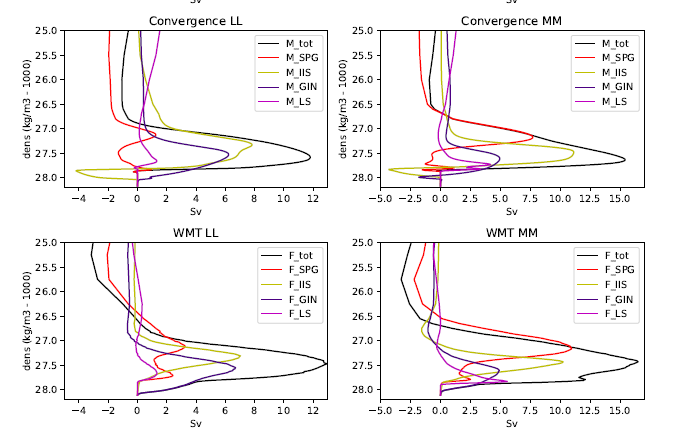 Sv Sv
Convergence LL
25.0
25.5
26.0
26.5
27.0
27.5
28.0
dens (kg/m3 - 1000)
M_tot
M_SPG
M_IIS
M_GIN
M_LS
−4 −2 0 2 4 6 8 10 12
Sv
Convergence MM
25.0
25.5
26.0
26.5
27.0
27.5
28.0
dens (kg/m3 - 1000)
M_tot
M_SPG
M_IIS
M_GIN
M_LS
−5.0 −2.5 0.0 2.5 5.0 7.5 10.0 12.5 15.0
Sv
WMT LL
25.0
25.5
26.0
26.5
27.0
27.5
28.0
dens (kg/m3 - 1000)
F_tot
F_SPG
F_IIS
F_GIN
F_LS
−4 −2 0 2 4 6 8 10 12
Sv
WMT MM
25.0
25.5
26.0
26.5
27.0
27.5
28.0
F_tot
F_SPG
F_IIS
F_GIN
F_LS
−5.0 −2.5 0.0 2.5 5.0 7.5 10.0 12.5 15.0
Sv